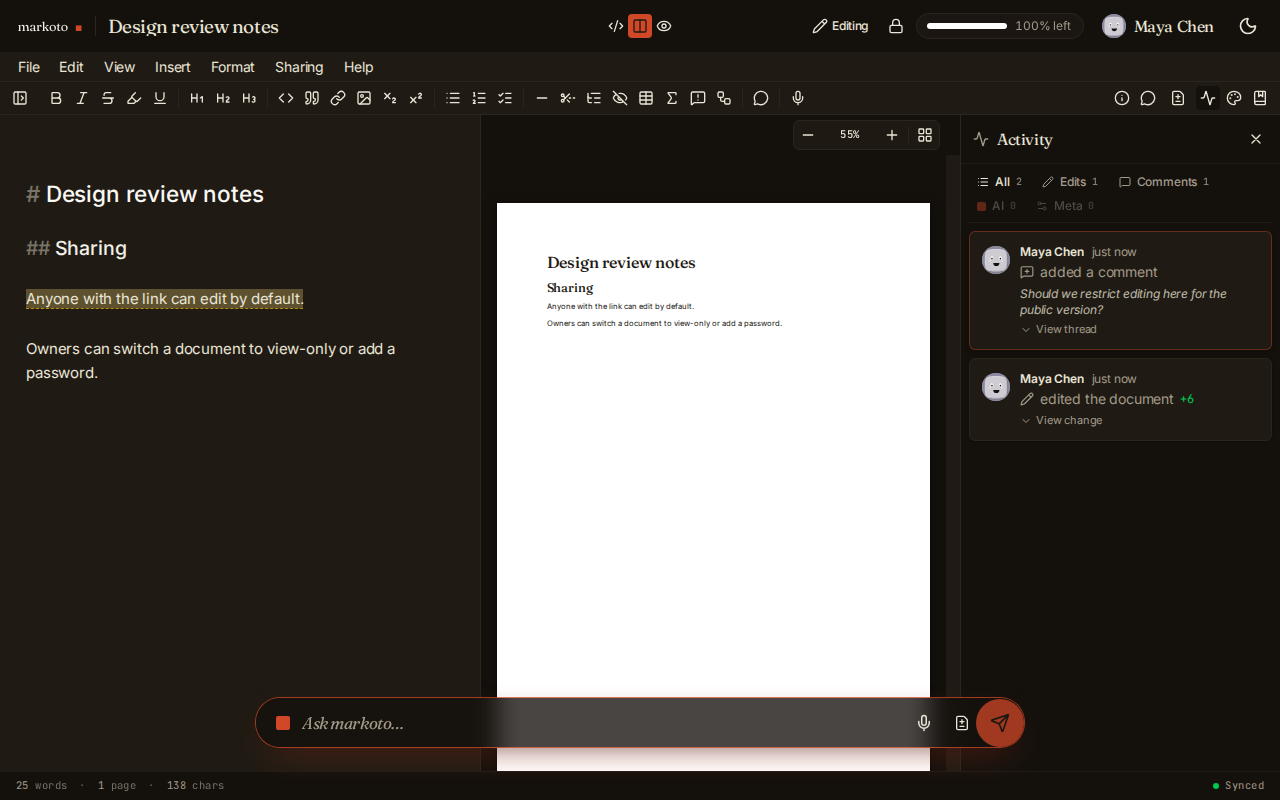 markoto
Design review notes
Editing
100% left
Maya Chen
File Edit View Insert Format Sharing Help
B I S U H1 H2 H3 X2 x2
55%
# Design review notes
## Sharing
Anyone with the link can edit by default.
Owners can switch a document to view-only or add a
password.
Design review notes
Sharing
Anyone with the link can edit by default.
Owners can switch a document to view-only or add a password.
Activity
All 2 Edits 1 Comments 1
AI 0 Meta 0
Maya Chen just now
added a comment
Should we restrict editing here for the
public version?
View thread
Maya Chen just now
edited the document +6
View change
Ask markoto...
25 words · 1 page · 138 chars
Synced